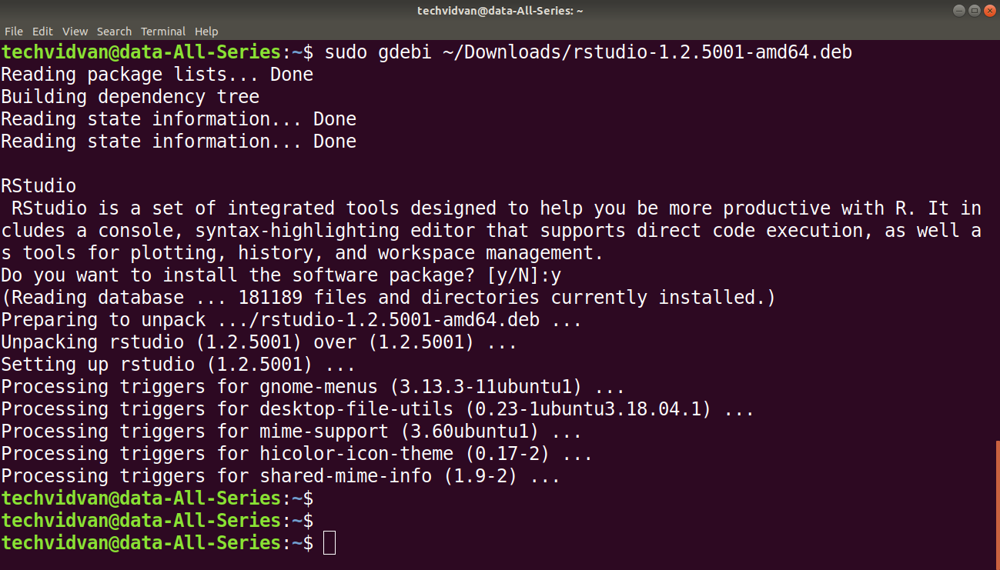 techvidvan@data-All-Series: ~
File Edit View Search Terminal Help
techvidvan@data-All-Series:~$ sudo gdebi ~/Downloads/rstudio-1.2.5001-amd64.deb
Reading package lists... Done
Building dependency tree
Reading state information... Done
Reading state information... Done
RStudio
 RStudio is a set of integrated tools designed to help you be more productive with R. It in
cludes a console, syntax-highlighting editor that supports direct code execution, as well a
s tools for plotting, history, and workspace management.
Do you want to install the software package? [y/N]:y
(Reading database ... 181189 files and directories currently installed.)
Preparing to unpack .../rstudio-1.2.5001-amd64.deb ...
Unpacking rstudio (1.2.5001) over (1.2.5001) ...
Setting up rstudio (1.2.5001) ...
Processing triggers for gnome-menus (3.13.3-11ubuntu1) ...
Processing triggers for desktop-file-utils (0.23-1ubuntu3.18.04.1) ...
Processing triggers for mime-support (3.60ubuntu1) ...
Processing triggers for hicolor-icon-theme (0.17-2) ...
Processing triggers for shared-mime-info (1.9-2) ...
techvidvan@data-All-Series:~$
techvidvan@data-All-Series:~$
techvidvan@data-All-Series:~$